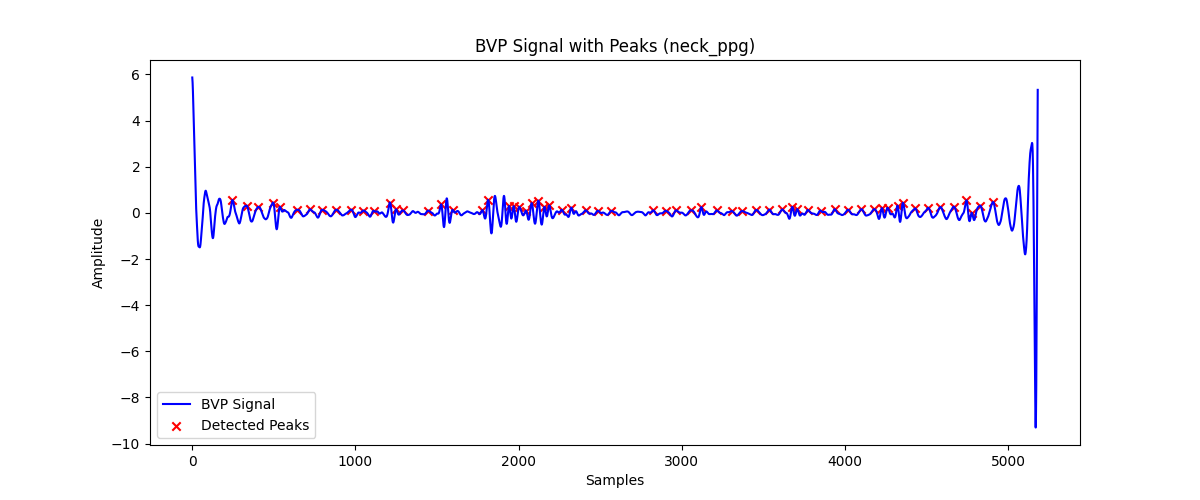 BVP Signal with Peaks (neck_ppg)
6
4
2
0
−2
−4
−6
−8
−10
Amplitude
BVP Signal
Detected Peaks
0 1000 2000 3000 4000 5000
Samples